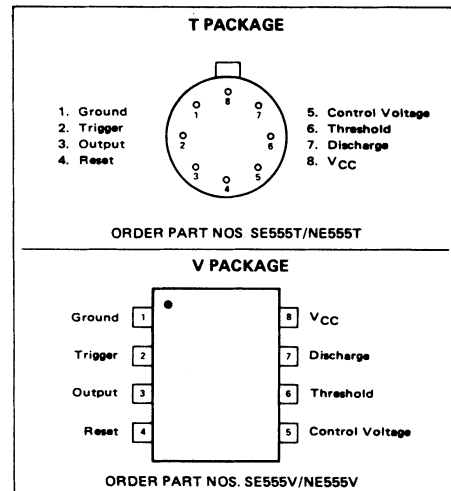 T PACKAGE
1. Ground
2. Trigger
3. Output
4. Reset
8
1
7
2
6
3
5
4
5. Control Voltage
6. Threshold
7. Discharge
8. VCC
ORDER PART NOS. SE555T/NE555T
V PACKAGE
Ground 1
8 VCC
Trigger 2
7 Discharge
Output 3
6 Threshold
Reset 4
5 Control Voltage
ORDER PART NOS. SE555V/NE555V